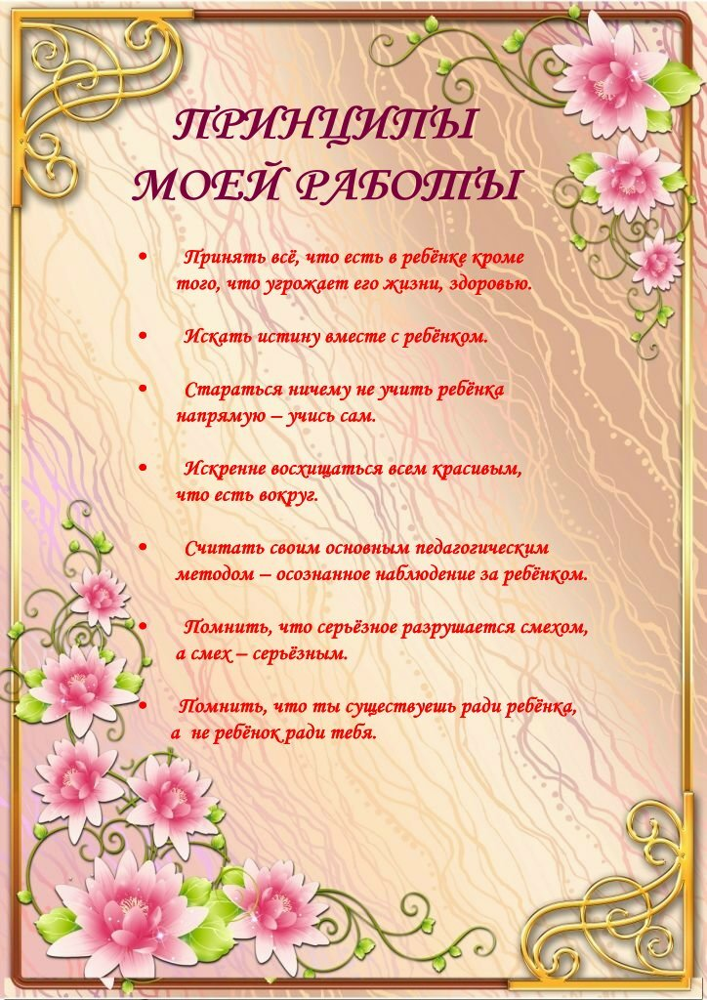 ПРИНЦИПЫ
МОЕЙ РАБОТЫ
• Принять всё, что есть в ребёнке кроме
того, что угрожает его жизни, здоровью.
• Искать истину вместе с ребёнком.
• Стараться ничему не учить ребёнка
напрямую – учись сам.
• Искренне восхищаться всем красивым,
что есть вокруг.
• Считать своим основным педагогическим
методом – осознанное наблюдение за ребёнком.
• Помнить, что серьёзное разрушается смехом,
а смех – серьёзным.
• Помнить, что ты существуешь ради ребёнка,
а не ребёнок ради тебя.